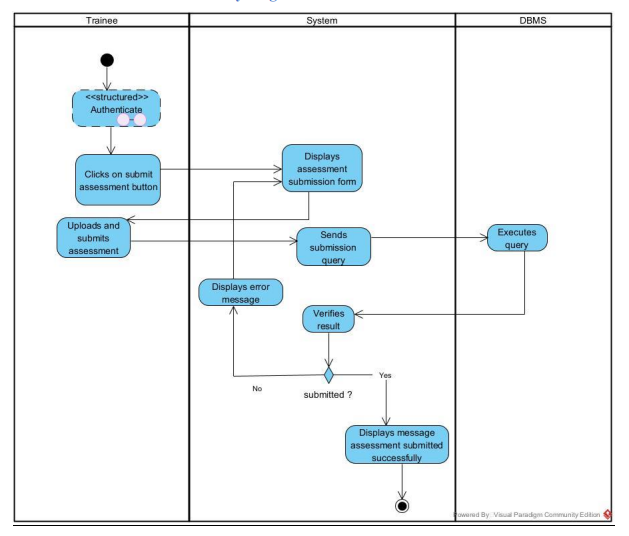 Trainee
System
DBMS
<<structured>>
Authenticate
Clicks on submit
assessment button
Displays
assessment
submission form
Uploads and
submits
assessment
Sends
submission
query
Executes
query
Displays error
message
Verifies
result
No
Yes
submitted ?
Displays message
assessment submitted
successfully
Powered By Visual Paradigm Community Edition